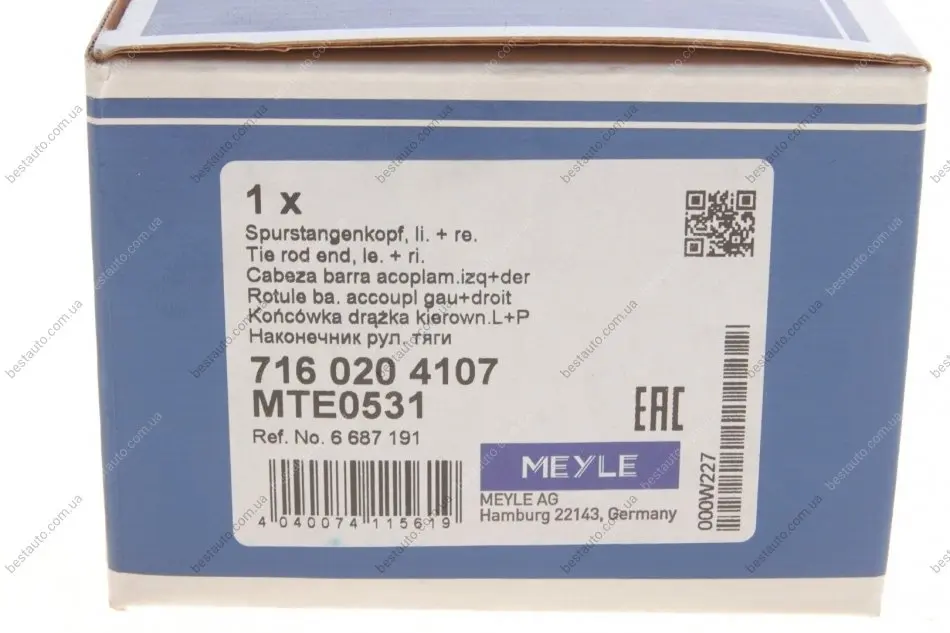 1 x
Spurstangenkopf, li. + re.
Tie rod end, le. + ri.
Cabeza barra acoplam.izq+der
Rotule ba. accoupl gau+droit
Końcówka drążka kierown.L+P
Наконечник рул. тяги
716 020 4107
MTE0531
Ref. No. 6 687 191
4 040074 115619
EAC
MEYLE
MEYLE AG
Hamburg 22143, Germany
000W227
bestauto.com.ua